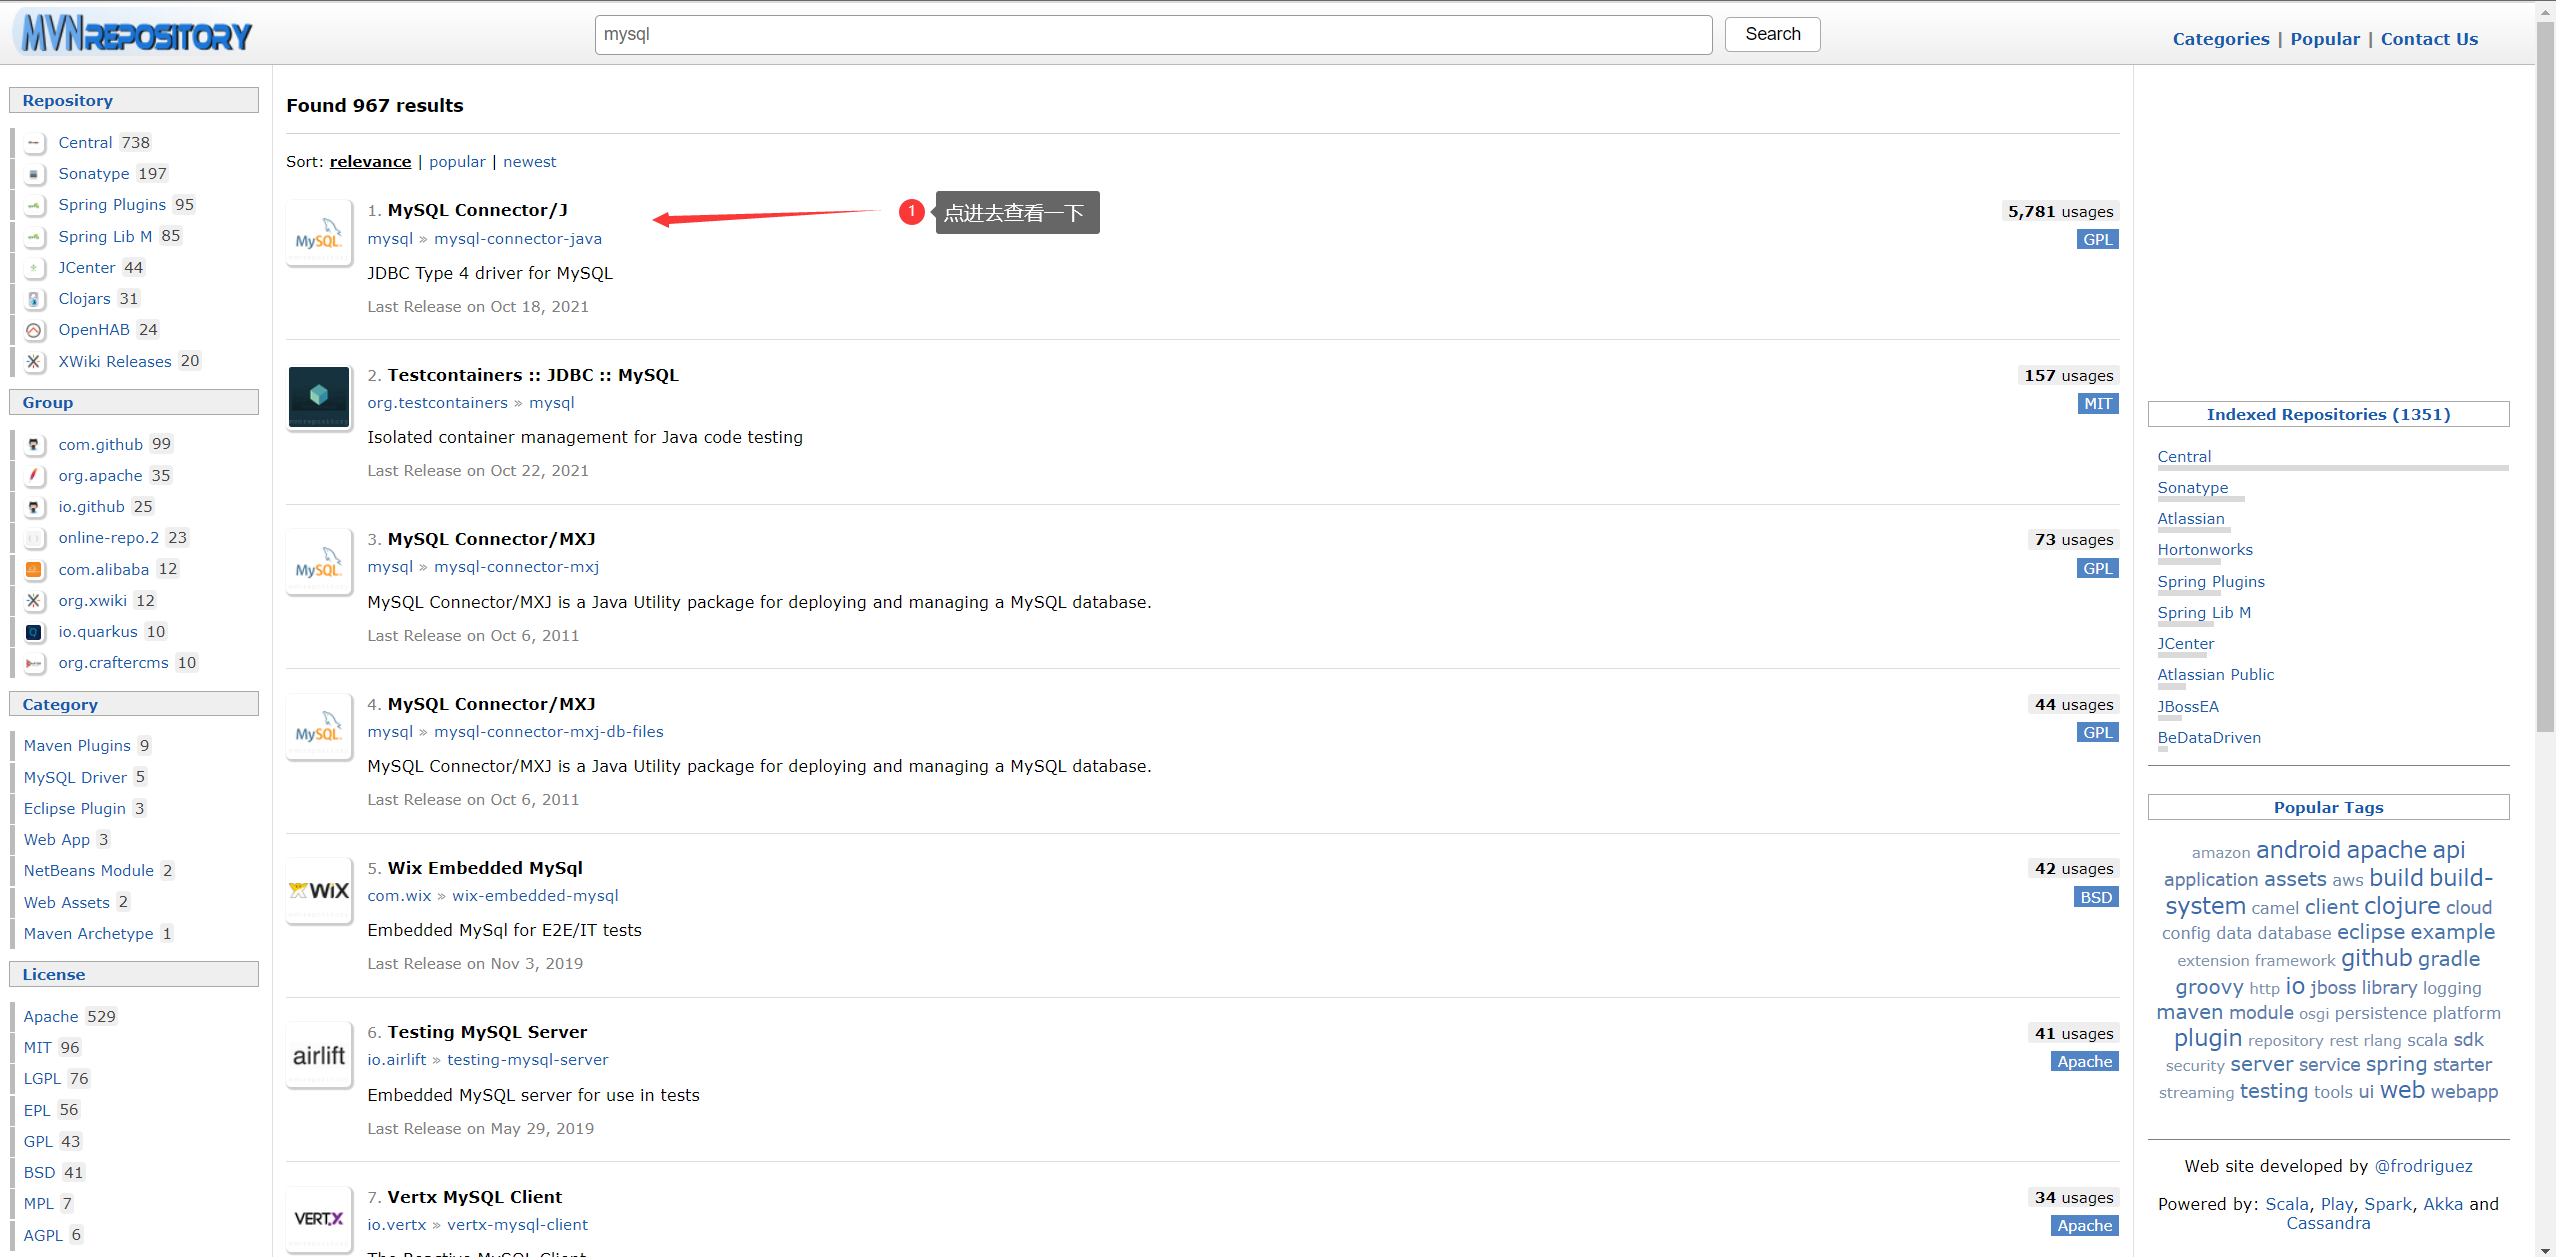 MVNREPOSITORY
mysql
Search
Categories | Popular | Contact Us
Repository
Central 738
Sonatype 197
Spring Plugins 95
Spring Lib M 85
JCenter 44
Clojars 31
OpenHAB 24
XWiki Releases 20
Group
com.github 99
org.apache 35
io.github 25
online-repo.2 23
com.alibaba 12
org.xwiki 12
io.quarkus 10
org.craftercms 10
Category
Maven Plugins 9
MySQL Driver 5
Eclipse Plugin 3
Web App 3
NetBeans Module 2
Web Assets 2
Maven Archetype 1
License
Apache 529
MIT 96
LGPL 76
EPL 56
GPL 43
BSD 41
MPL 7
AGPL 6
Found 967 results
Sort: relevance | popular | newest
MySQL
1. MySQL Connector/J
1 点进去查看一下
5,781 usages
mysql » mysql-connector-java
GPL
JDBC Type 4 driver for MySQL
Last Release on Oct 18, 2021
2. Testcontainers :: JDBC :: MySQL
157 usages
org.testcontainers » mysql
MIT
Isolated container management for Java code testing
Last Release on Oct 22, 2021
MySQL
3. MySQL Connector/MXJ
73 usages
mysql » mysql-connector-mxj
GPL
MySQL Connector/MXJ is a Java Utility package for deploying and managing a MySQL database.
Last Release on Oct 6, 2011
MySQL
4. MySQL Connector/MXJ
44 usages
mysql » mysql-connector-mxj-db-files
GPL
MySQL Connector/MXJ is a Java Utility package for deploying and managing a MySQL database.
Last Release on Oct 6, 2011
WiX
5. Wix Embedded MySql
42 usages
com.wix » wix-embedded-mysql
BSD
Embedded MySql for E2E/IT tests
Last Release on Nov 3, 2019
airlift
6. Testing MySQL Server
41 usages
io.airlift » testing-mysql-server
Apache
Embedded MySQL server for use in tests
Last Release on May 29, 2019
VERT.X
7. Vertx MySQL Client
34 usages
io.vertx » vertx-mysql-client
Apache
The Reactive MySQL Client
Indexed Repositories (1351)
Central
Sonatype
Atlassian
Hortonworks
Spring Plugins
Spring Lib M
JCenter
Atlassian Public
JBossEA
BeDataDriven
Popular Tags
amazon android apache api
application assets aws build build-
system camel client clojure cloud
config data database eclipse example
extension framework github gradle
groovy http io jboss library logging
maven module osgi persistence platform
plugin repository rest rlang scala sdk
security server service spring starter
streaming testing tools ui web webapp
Web site developed by @frodriguez
Powered by: Scala, Play, Spark, Akka and
Cassandra